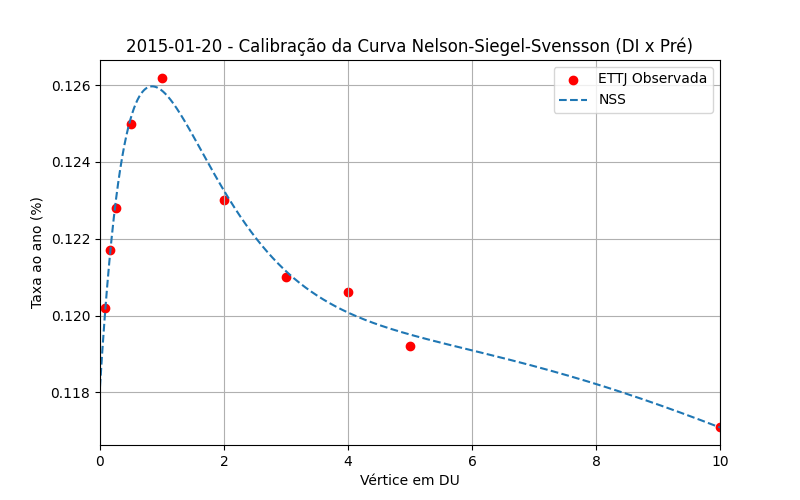 2015-01-20 - Calibração da Curva Nelson-Siegel-Svensson (DI x Pré)
ETTJ Observada
NSS
0.126
0.124
0.122
0.120
0.118
Taxa ao ano (%)
0 2 4 6 8 10
Vértice em DU